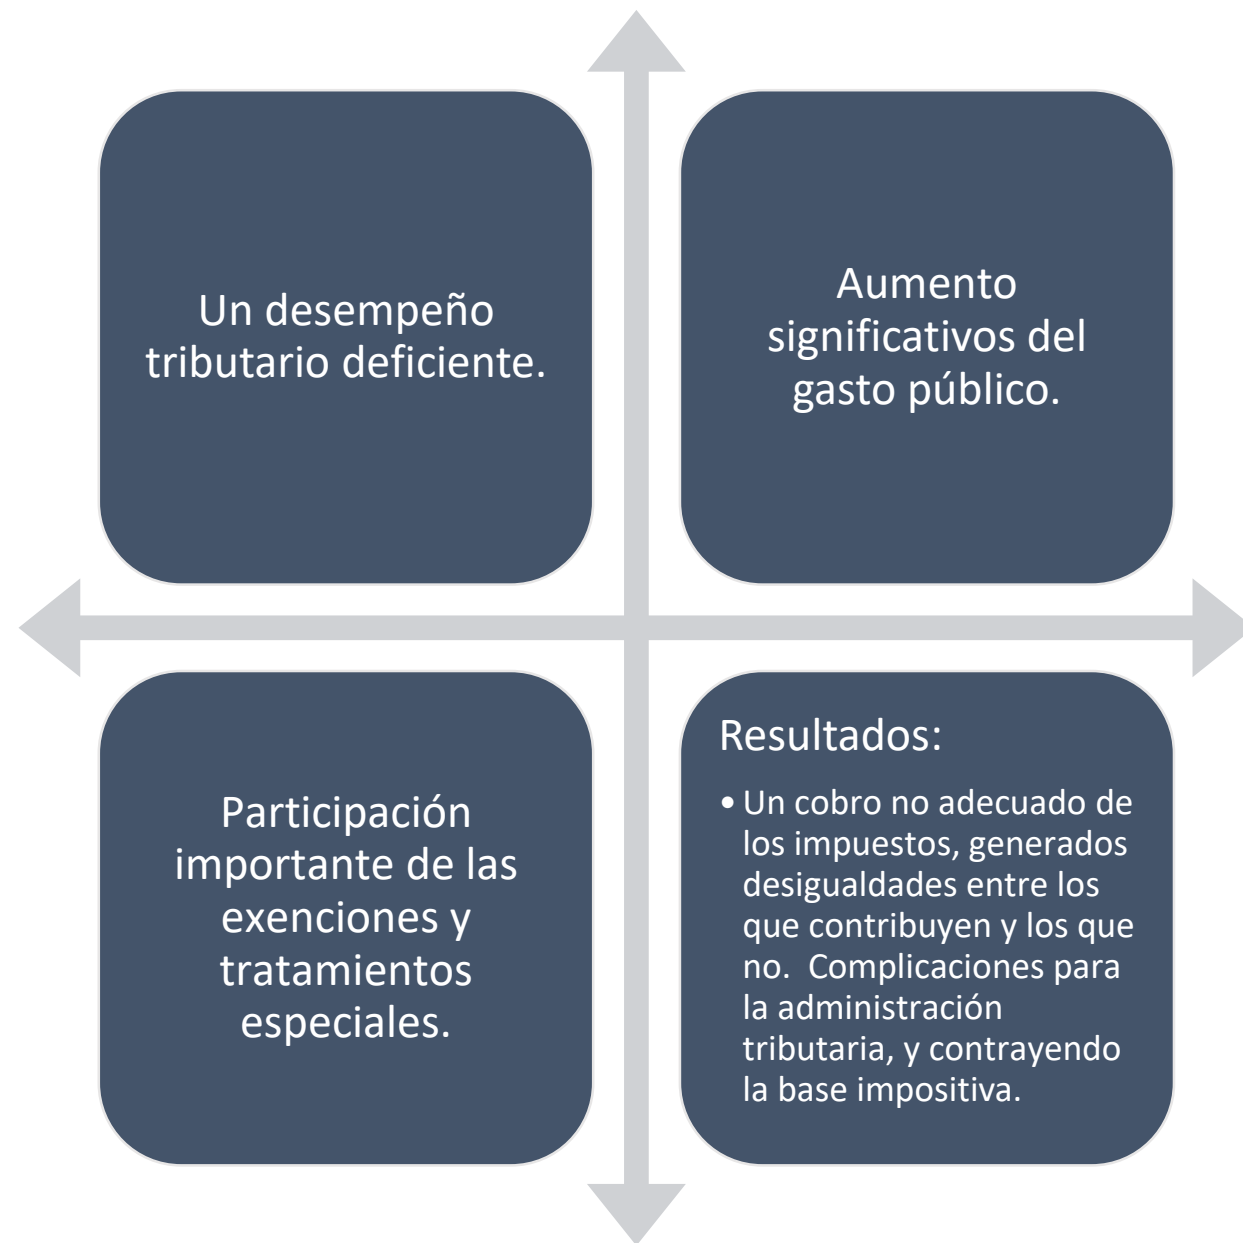 Un desempeño
tributario deficiente.
Aumento
significativos del
gasto público.
Participación
importante de las
exenciones y
tratamientos
especiales.
Resultados:
• Un cobro no adecuado de
los impuestos, generados
desigualdades entre los
que contribuyen y los que
no.  Complicaciones para
la administración
tributaria, y contrayendo
la base impositiva.